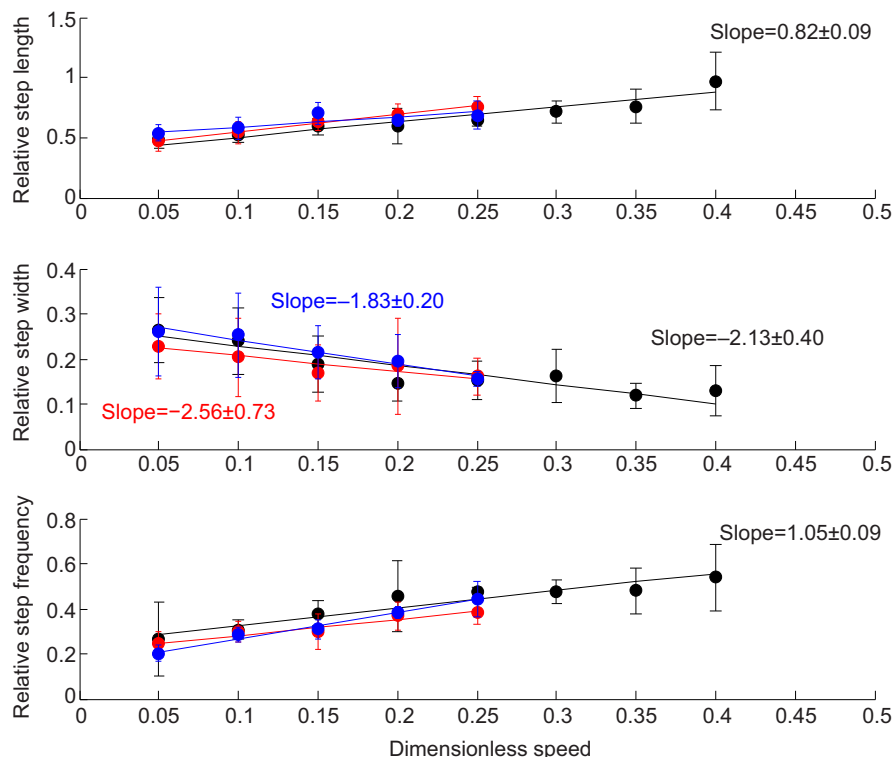 1.5
Slope=0.82±0.09
1
0.5
0
Relative step length
0 0.05 0.1 0.15 0.2 0.25 0.3 0.35 0.4 0.45 0.5
0.4
Slope=–1.83±0.20
0.3
Slope=–2.13±0.40
0.2
0.1
Slope=−2.56±0.73
0
Relative step width
0 0.05 0.1 0.15 0.2 0.25 0.3 0.35 0.4 0.45 0.5
0.8
Slope=1.05±0.09
0.6
0.4
0.2
0
Relative step frequency
0 0.05 0.1 0.15 0.2 0.25 0.3 0.35 0.4 0.45 0.5
Dimensionless speed